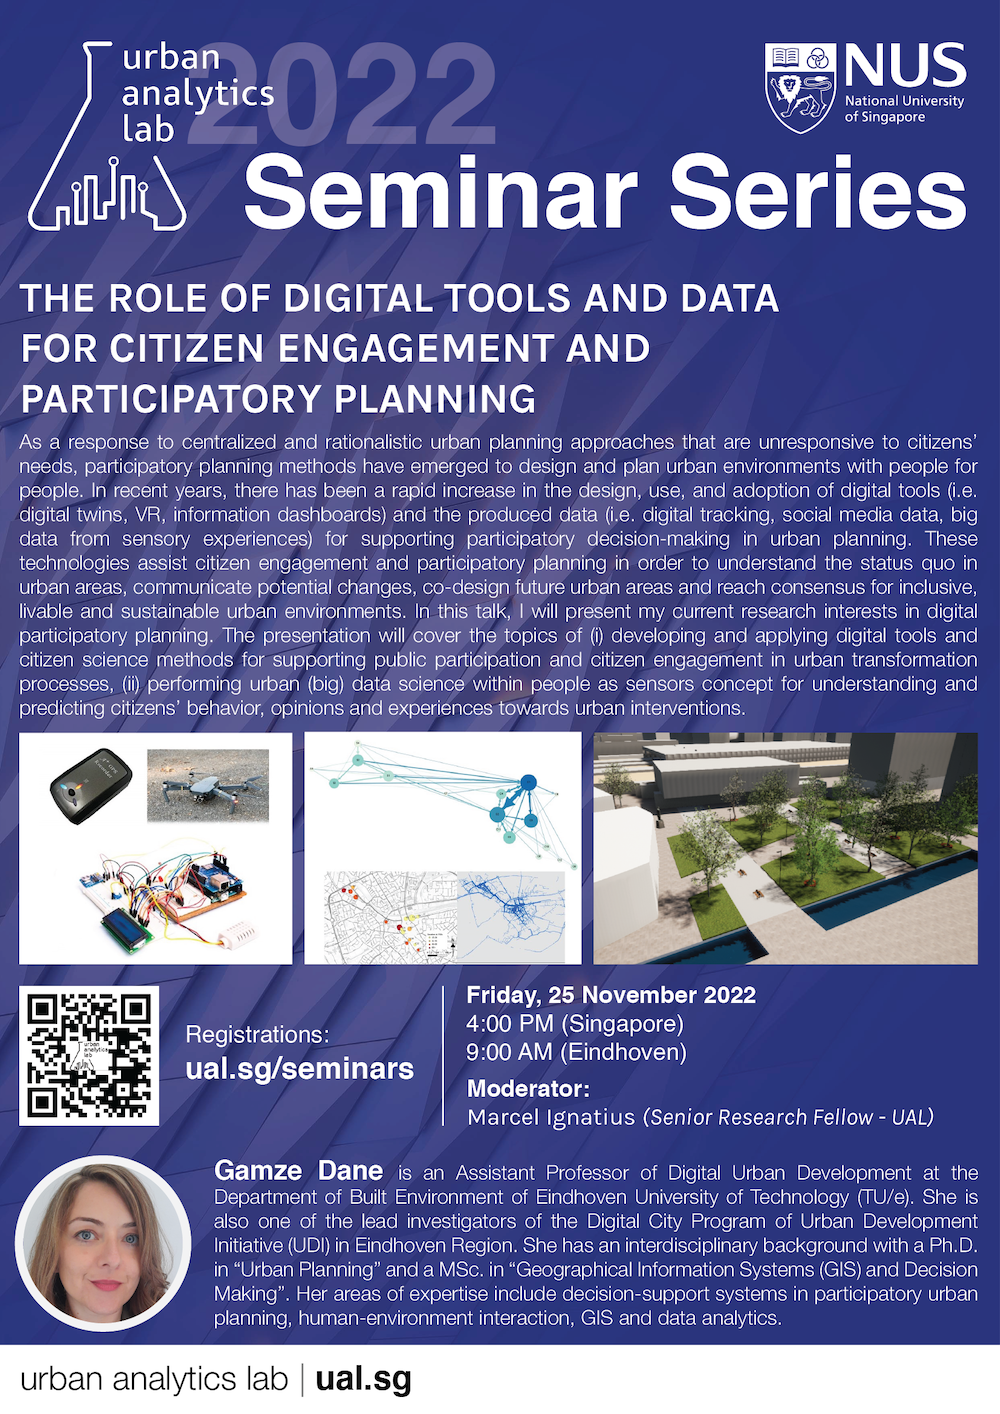 urban
analytics
lab
2022
NUS
National University
of Singapore
Seminar Series
THE ROLE OF DIGITAL TOOLS AND DATA
FOR CITIZEN ENGAGEMENT AND
PARTICIPATORY PLANNING
As a response to centralized and rationalistic urban planning approaches that are unresponsive to citizens'
needs, participatory planning methods have emerged to design and plan urban environments with people for
people. In recent years, there has been a rapid increase in the design, use, and adoption of digital tools (i.e.
digital twins, VR, information dashboards) and the produced data (i.e. digital tracking, social media data, big
data from sensory experiences) for supporting participatory decision-making in urban planning. These
technologies assist citizen engagement and participatory planning in order to understand the status quo in
urban areas, communicate potential changes, co-design future urban areas and reach consensus for inclusive,
livable and sustainable urban environments. In this talk, I will present my current research interests in digital
participatory planning. The presentation will cover the topics of (i) developing and applying digital tools and
citizen science methods for supporting public participation and citizen engagement in urban transformation
processes, (ii) performing urban (big) data science within people as sensors concept for understanding and
predicting citizens' behavior, opinions and experiences towards urban interventions.
urban
analytics
lab
Registrations:
ual.sg/seminars
Friday, 25 November 2022
4:00 PM (Singapore)
9:00 AM (Eindhoven)
Moderator:
Marcel Ignatius (Senior Research Fellow - UAL)
Gamze Dane is an Assistant Professor of Digital Urban Development at the
Department of Built Environment of Eindhoven University of Technology (TU/e). She is
also one of the lead investigators of the Digital City Program of Urban Development
Initiative (UDI) in Eindhoven Region. She has an interdisciplinary background with a Ph.D.
in “Urban Planning” and a MSc. in “Geographical Information Systems (GIS) and Decision
Making”. Her areas of expertise include decision-support systems in participatory urban
planning, human-environment interaction, GIS and data analytics.
urban analytics lab | ual.sg